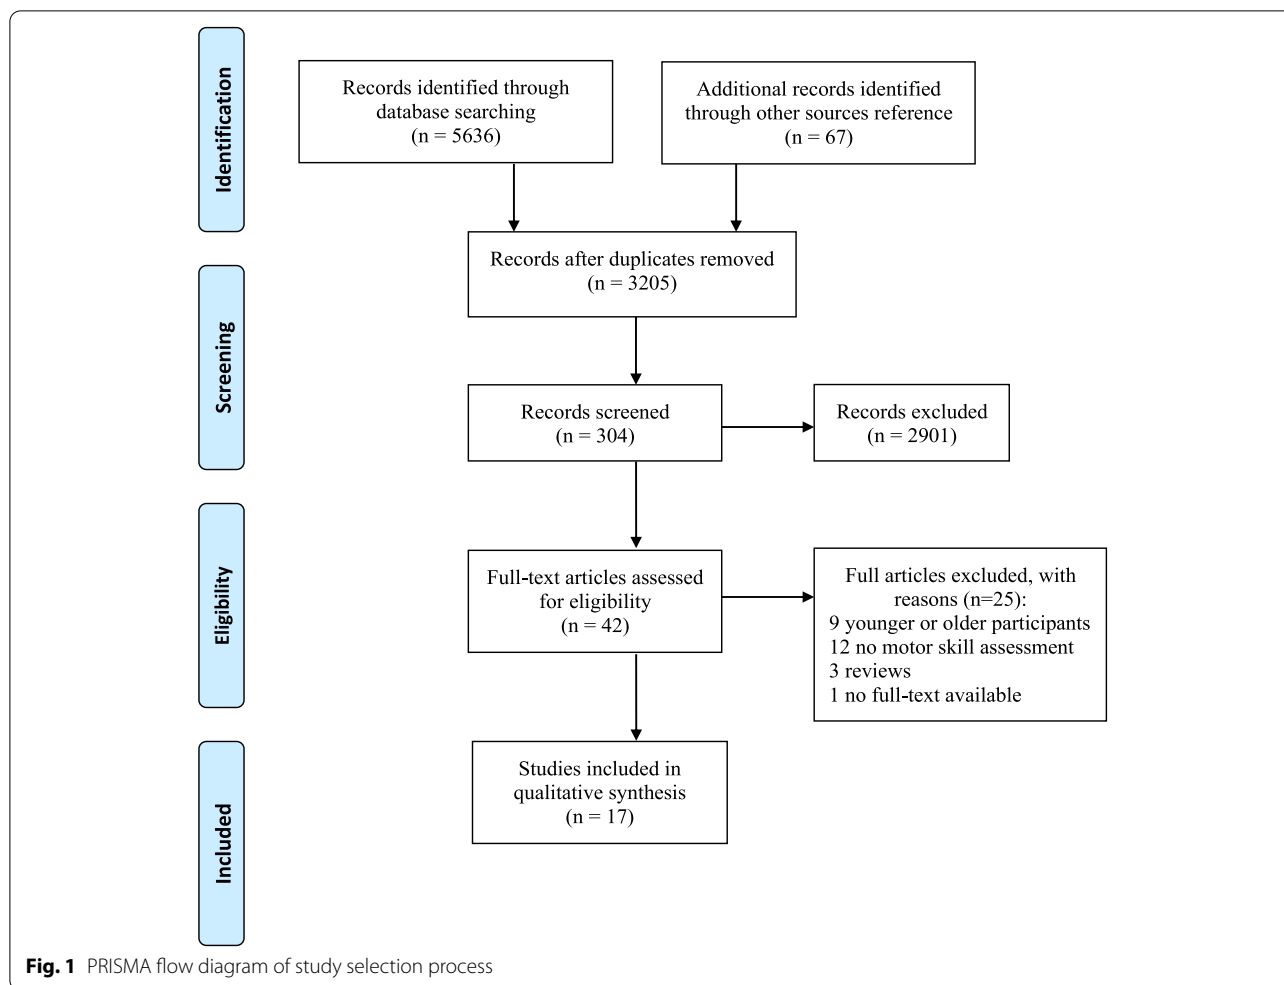 Identification
Records identified through
database searching
(n = 5636)
Additional records identified
through other sources reference
(n = 67)
Records after duplicates removed
(n = 3205)
Screening
Records screened
(n = 304)
Records excluded
(n = 2901)
Eligibility
Full-text articles assessed
for eligibility
(n = 42)
Full articles excluded, with
reasons (n=25):
9 younger or older participants
12 no motor skill assessment
3 reviews
1 no full-text available
Included
Studies included in
qualitative synthesis
(n = 17)
Fig. 1 PRISMA flow diagram of study selection process